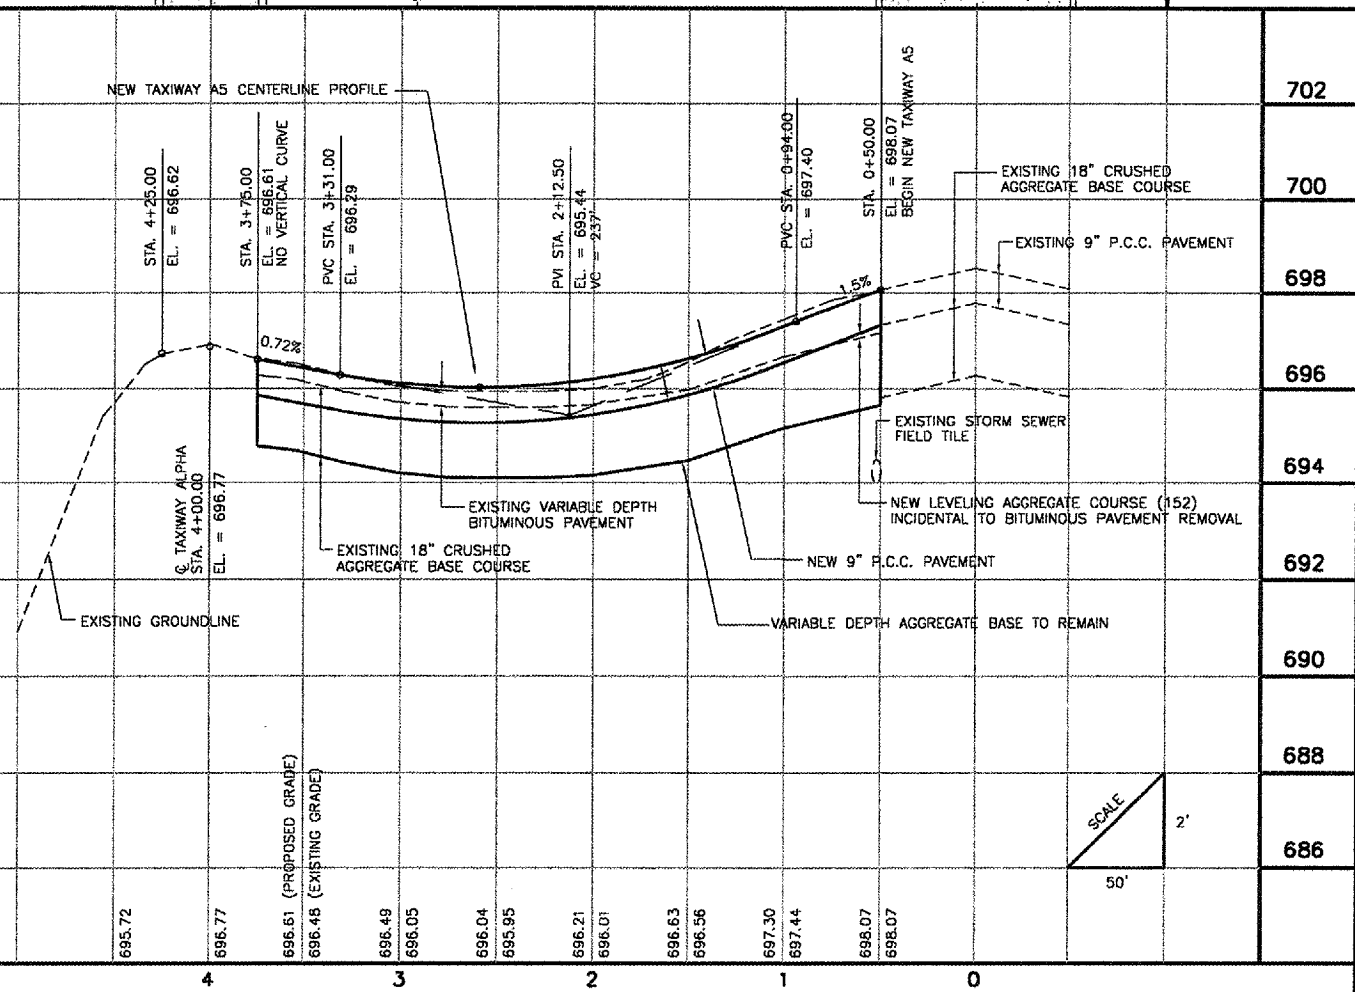 NEW TAXIWAY A5 CENTERLINE PROFILE
STA. 4+25.00
EL. = 696.62
STA. 3+75.00
EL. = 696.61
NO VERTICAL CURVE
PVC STA. 3+31.00
EL. = 696.29
PVI STA. 2+12.50
EL. = 695.44
VC = 237'
PVC STA. 0+94.00
EL. = 697.40
STA. 0+50.00
EL. = 698.07
BEGIN NEW TAXIWAY A5
EXISTING 18" CRUSHED
AGGREGATE BASE COURSE
EXISTING 9" P.C.C. PAVEMENT
0.72%
1.5%
EXISTING STORM SEWER
FIELD TILE
NEW LEVELING AGGREGATE COURSE (152)
INCIDENTAL TO BITUMINOUS PAVEMENT REMOVAL
℄ TAXIWAY ALPHA
STA. 4+00.00
EL. = 696.77
EXISTING VARIABLE DEPTH
BITUMINOUS PAVEMENT
EXISTING 18" CRUSHED
AGGREGATE BASE COURSE
NEW 9" P.C.C. PAVEMENT
EXISTING GROUNDLINE
VARIABLE DEPTH AGGREGATE BASE TO REMAIN
702
700
698
696
694
692
690
688
686
SCALE
2'
50'
695.72
696.77
696.61 (PROPOSED GRADE)
696.48 (EXISTING GRADE)
696.49
696.05
696.04
695.95
696.21
696.01
696.63
696.56
697.30
697.44
698.07
698.07
4
3
2
1
0